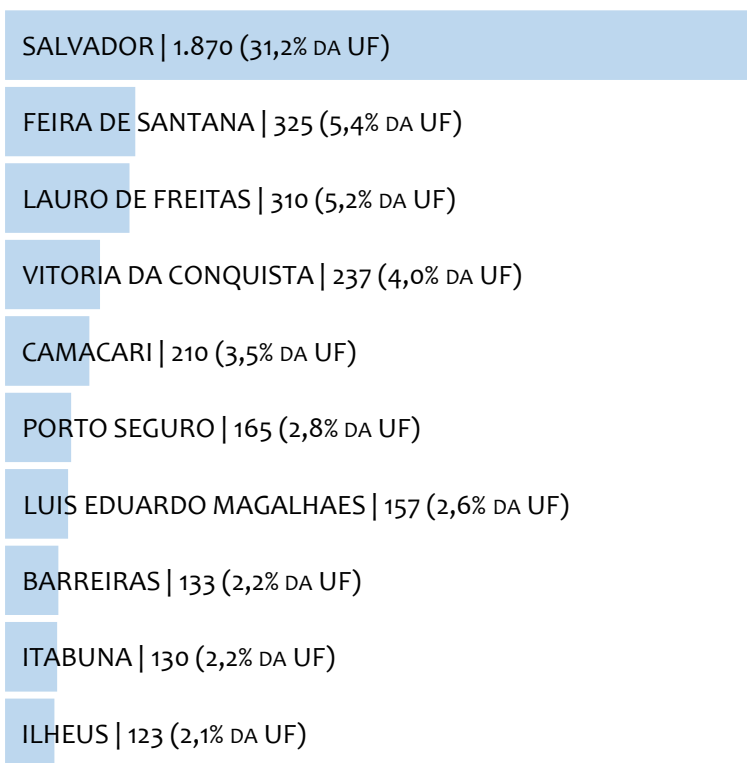 SALVADOR | 1.870 (31,2% DA UF)
FEIRA DE SANTANA | 325 (5,4% DA UF)
LAURO DE FREITAS | 310 (5,2% DA UF)
VITORIA DA CONQUISTA | 237 (4,0% DA UF)
CAMACARI | 210 (3,5% DA UF)
PORTO SEGURO | 165 (2,8% DA UF)
LUIS EDUARDO MAGALHAES | 157 (2,6% DA UF)
BARREIRAS | 133 (2,2% DA UF)
ITABUNA | 130 (2,2% DA UF)
ILHEUS | 123 (2,1% DA UF)